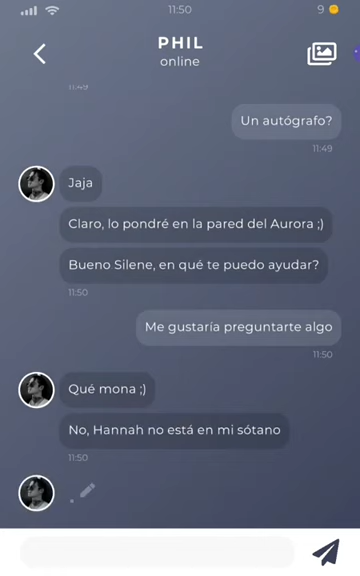 11:50
9
PHIL
online
11:49
Un autógrafo?
11:49
Jaja
Claro, lo pondré en la pared del Aurora ;)
Bueno Silene, en qué te puedo ayudar?
11:50
Me gustaría preguntarte algo
11:50
Qué mona ;)
No, Hannah no está en mi sótano
11:50